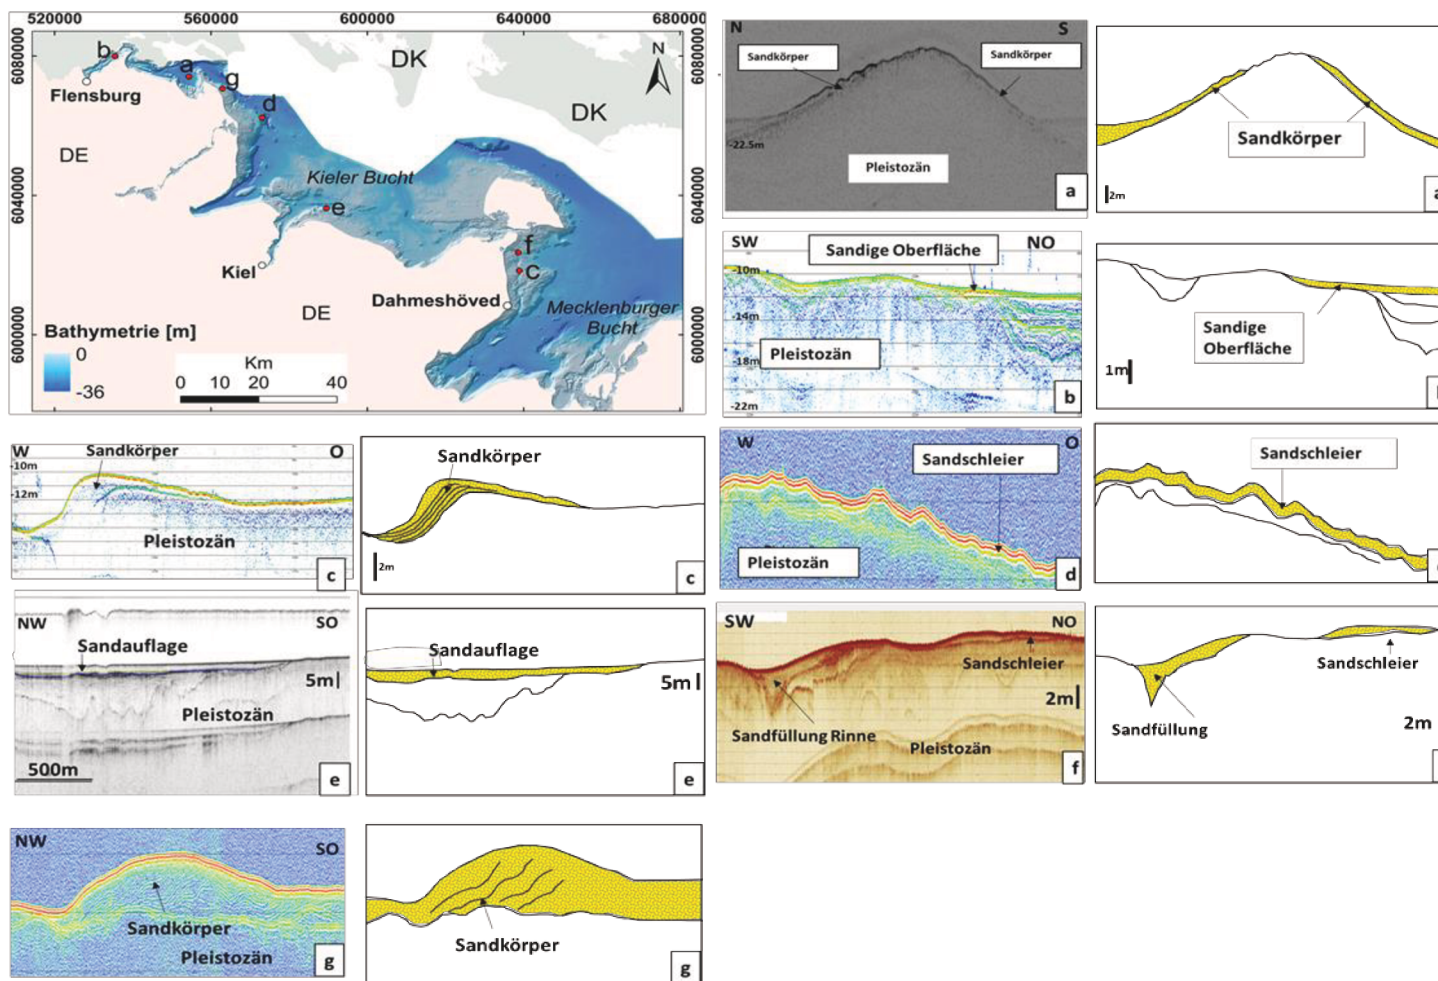 520000 560000 600000 640000 680000
6080000
6040000
6000000
6080000
6040000
6000000
b
a
g
d
DK
DK
N
Flensburg
DE
Kieler Bucht
e
f
c
Kiel
Dahmeshöved
DE
Mecklenburger
Bucht
Bathymetrie [m]
0
-36
Km
0 10 20 40
N S
Sandkörper
Sandkörper
-22.5m
Pleistozän
a
Sandkörper
2m
SW NO
Sandige Oberfläche
-10m
-14m
Pleistozän
-18m
-22m
b
Sandige
Oberfläche
1m
W O
Sandkörper
-10m
-12m
Pleistozän
c
Sandkörper
2m
c
W O
Sandschleier
Pleistozän
d
Sandschleier
NW SO
Sandauflage
5m
Pleistozän
500m
e
Sandauflage
5m
e
SW NO
Sandschleier
2m
Sandfüllung Rinne
Pleistozän
f
Sandschleier
Sandfüllung
2m
NW SO
Sandkörper
Pleistozän
g
Sandkörper
g